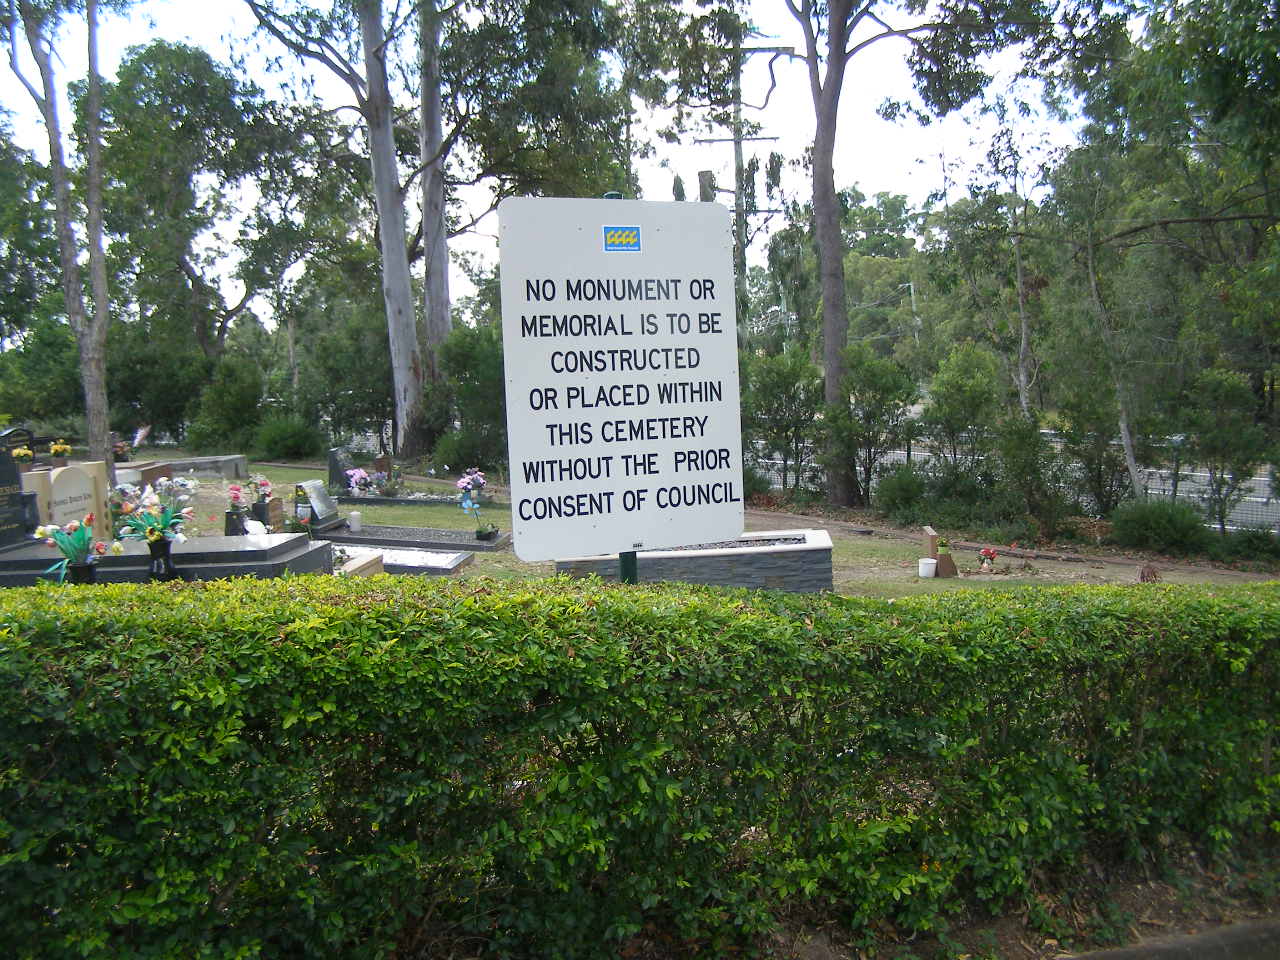 NO MONUMENT OR
MEMORIAL IS TO BE
CONSTRUCTED
OR PLACED WITHIN
THIS CEMETERY
WITHOUT THE PRIOR
CONSENT OF COUNCIL